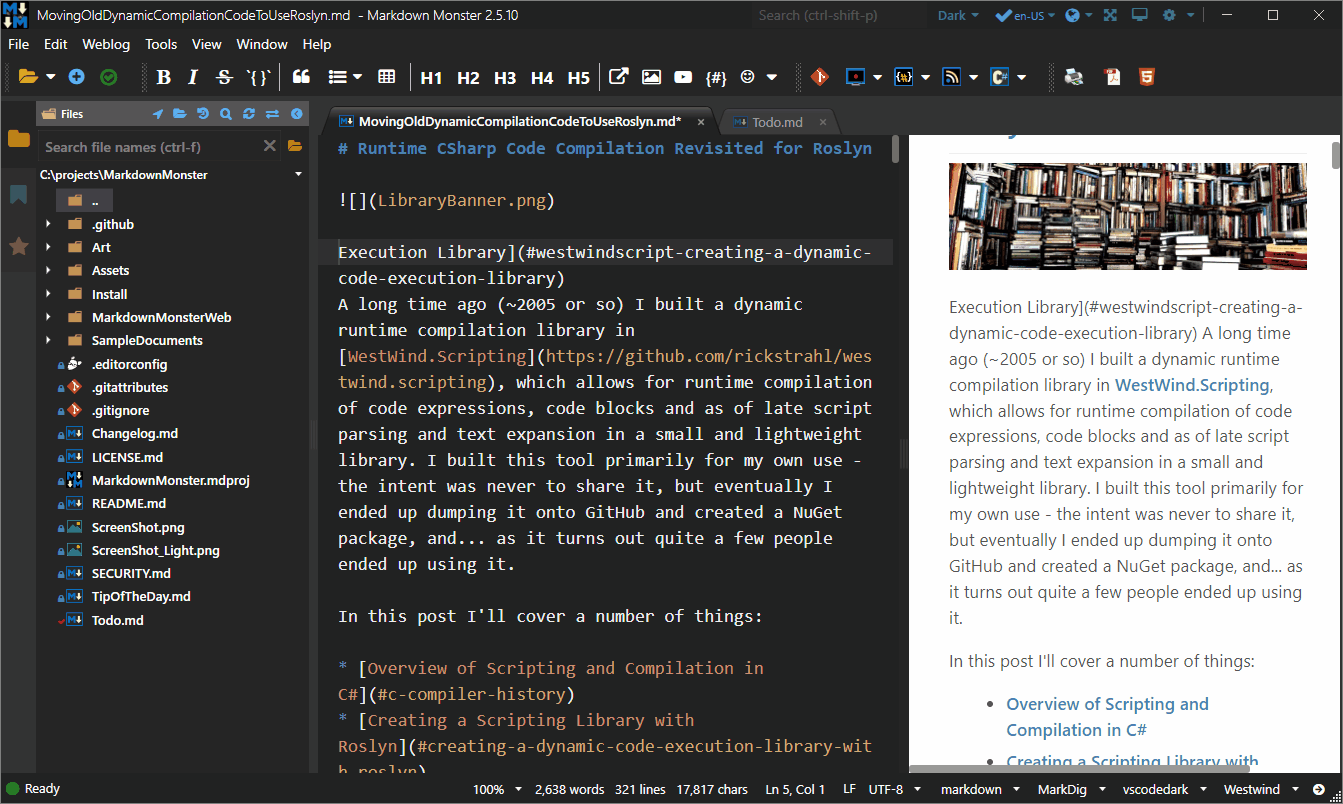 MovingOldDynamicCompilationCodeToUseRoslyn.md - Markdown Monster 2.5.10
Search (ctrl-shift-p)
Dark
en-US
File Edit Weblog Tools View Window Help
B I S `{}` H1 H2 H3 H4 H5 {#} C#
Files
Search file names (ctrl-f)
C:\projects\MarkdownMonster
..
.github
Art
Assets
Install
MarkdownMonsterWeb
SampleDocuments
.editorconfig
.gitattributes
.gitignore
Changelog.md
LICENSE.md
MarkdownMonster.mdproj
README.md
ScreenShot.png
ScreenShot_Light.png
SECURITY.md
TipOfTheDay.md
Todo.md
MovingOldDynamicCompilationCodeToUseRoslyn.md*
Todo.md
# Runtime CSharp Code Compilation Revisited for Roslyn
![](LibraryBanner.png)
Execution Library](#westwindscript-creating-a-dynamic-
code-execution-library)
A long time ago (~2005 or so) I built a dynamic
runtime compilation library in
[WestWind.Scripting](https://github.com/rickstrahl/wes
twind.scripting), which allows for runtime compilation
of code expressions, code blocks and as of late script
parsing and text expansion in a small and lightweight
library. I built this tool primarily for my own use -
the intent was never to share it, but eventually I
ended up dumping it onto GitHub and created a NuGet
package, and... as it turns out quite a few people
ended up using it.
In this post I'll cover a number of things:
* [Overview of Scripting and Compilation in
C#](#c-compiler-history)
* [Creating a Scripting Library with
Roslyn](#creating-a-dynamic-code-execution-library-wit
h-roslyn)
Execution Library](#westwindscript-creating-a-
dynamic-code-execution-library) A long time
ago (~2005 or so) I built a dynamic runtime
compilation library in WestWind.Scripting,
which allows for runtime compilation of code
expressions, code blocks and as of late script
parsing and text expansion in a small and
lightweight library. I built this tool primarily for
my own use - the intent was never to share it,
but eventually I ended up dumping it onto
GitHub and created a NuGet package, and... as
it turns out quite a few people ended up using
it.
In this post I'll cover a number of things:
• Overview of Scripting and
Compilation in C#
• Creating a Scripting Library with
Ready
100% 2,638 words 321 lines 17,817 chars Ln 5, Col 1 LF UTF-8 markdown MarkDig vscodedark Westwind